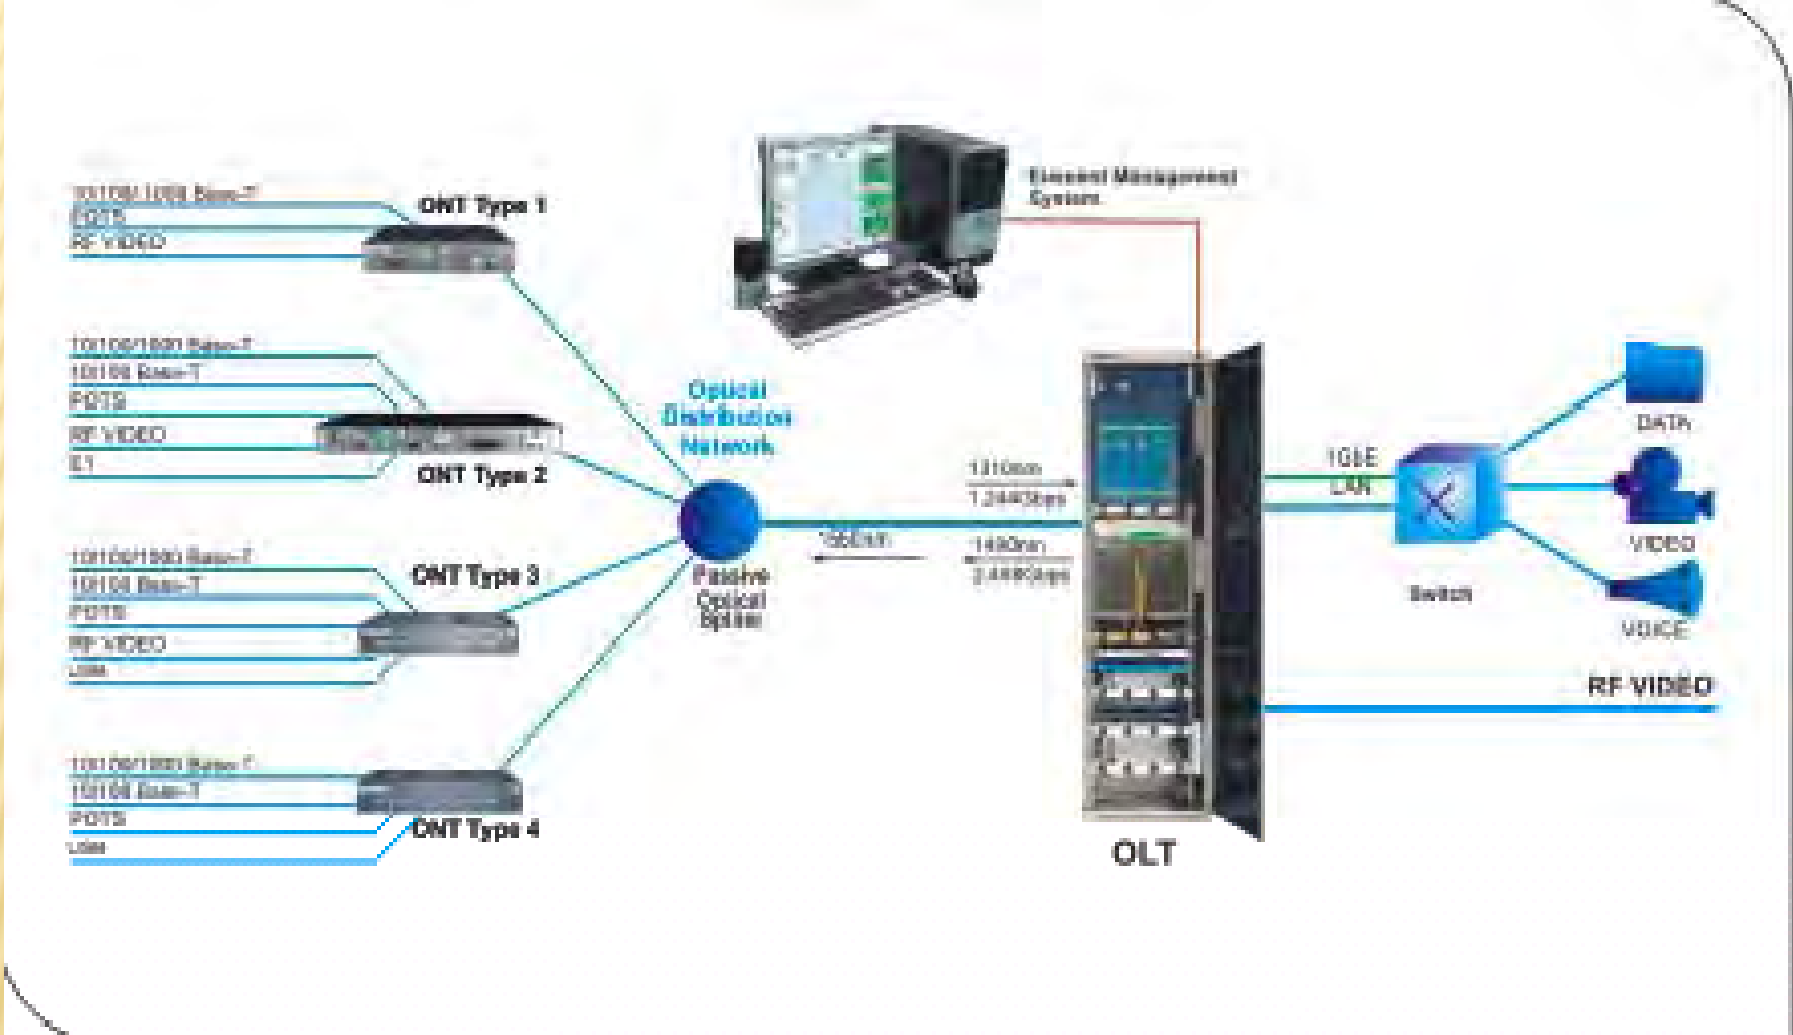 10/100/1000 Base-T
POTS
RF VIDEO
ONT Type 1
Element Management
System
10/100/1000 Base-T
10/100 Base-T
POTS
RF VIDEO
E1
ONT Type 2
Optical
Distribution
Network
1310nm
1.244Gbps
1GbE
LAN
DATA
VIDEO
VOICE
Switch
1550nm
1490nm
2.488Gbps
Passive
Optical
10/100/1000 Base-T
10/100 Base-T
POTS
RF VIDEO
ONT Type 3
RF VIDEO
10/100/1000 Base-T
10/100 Base-T
POTS
ONT Type 4
OLT